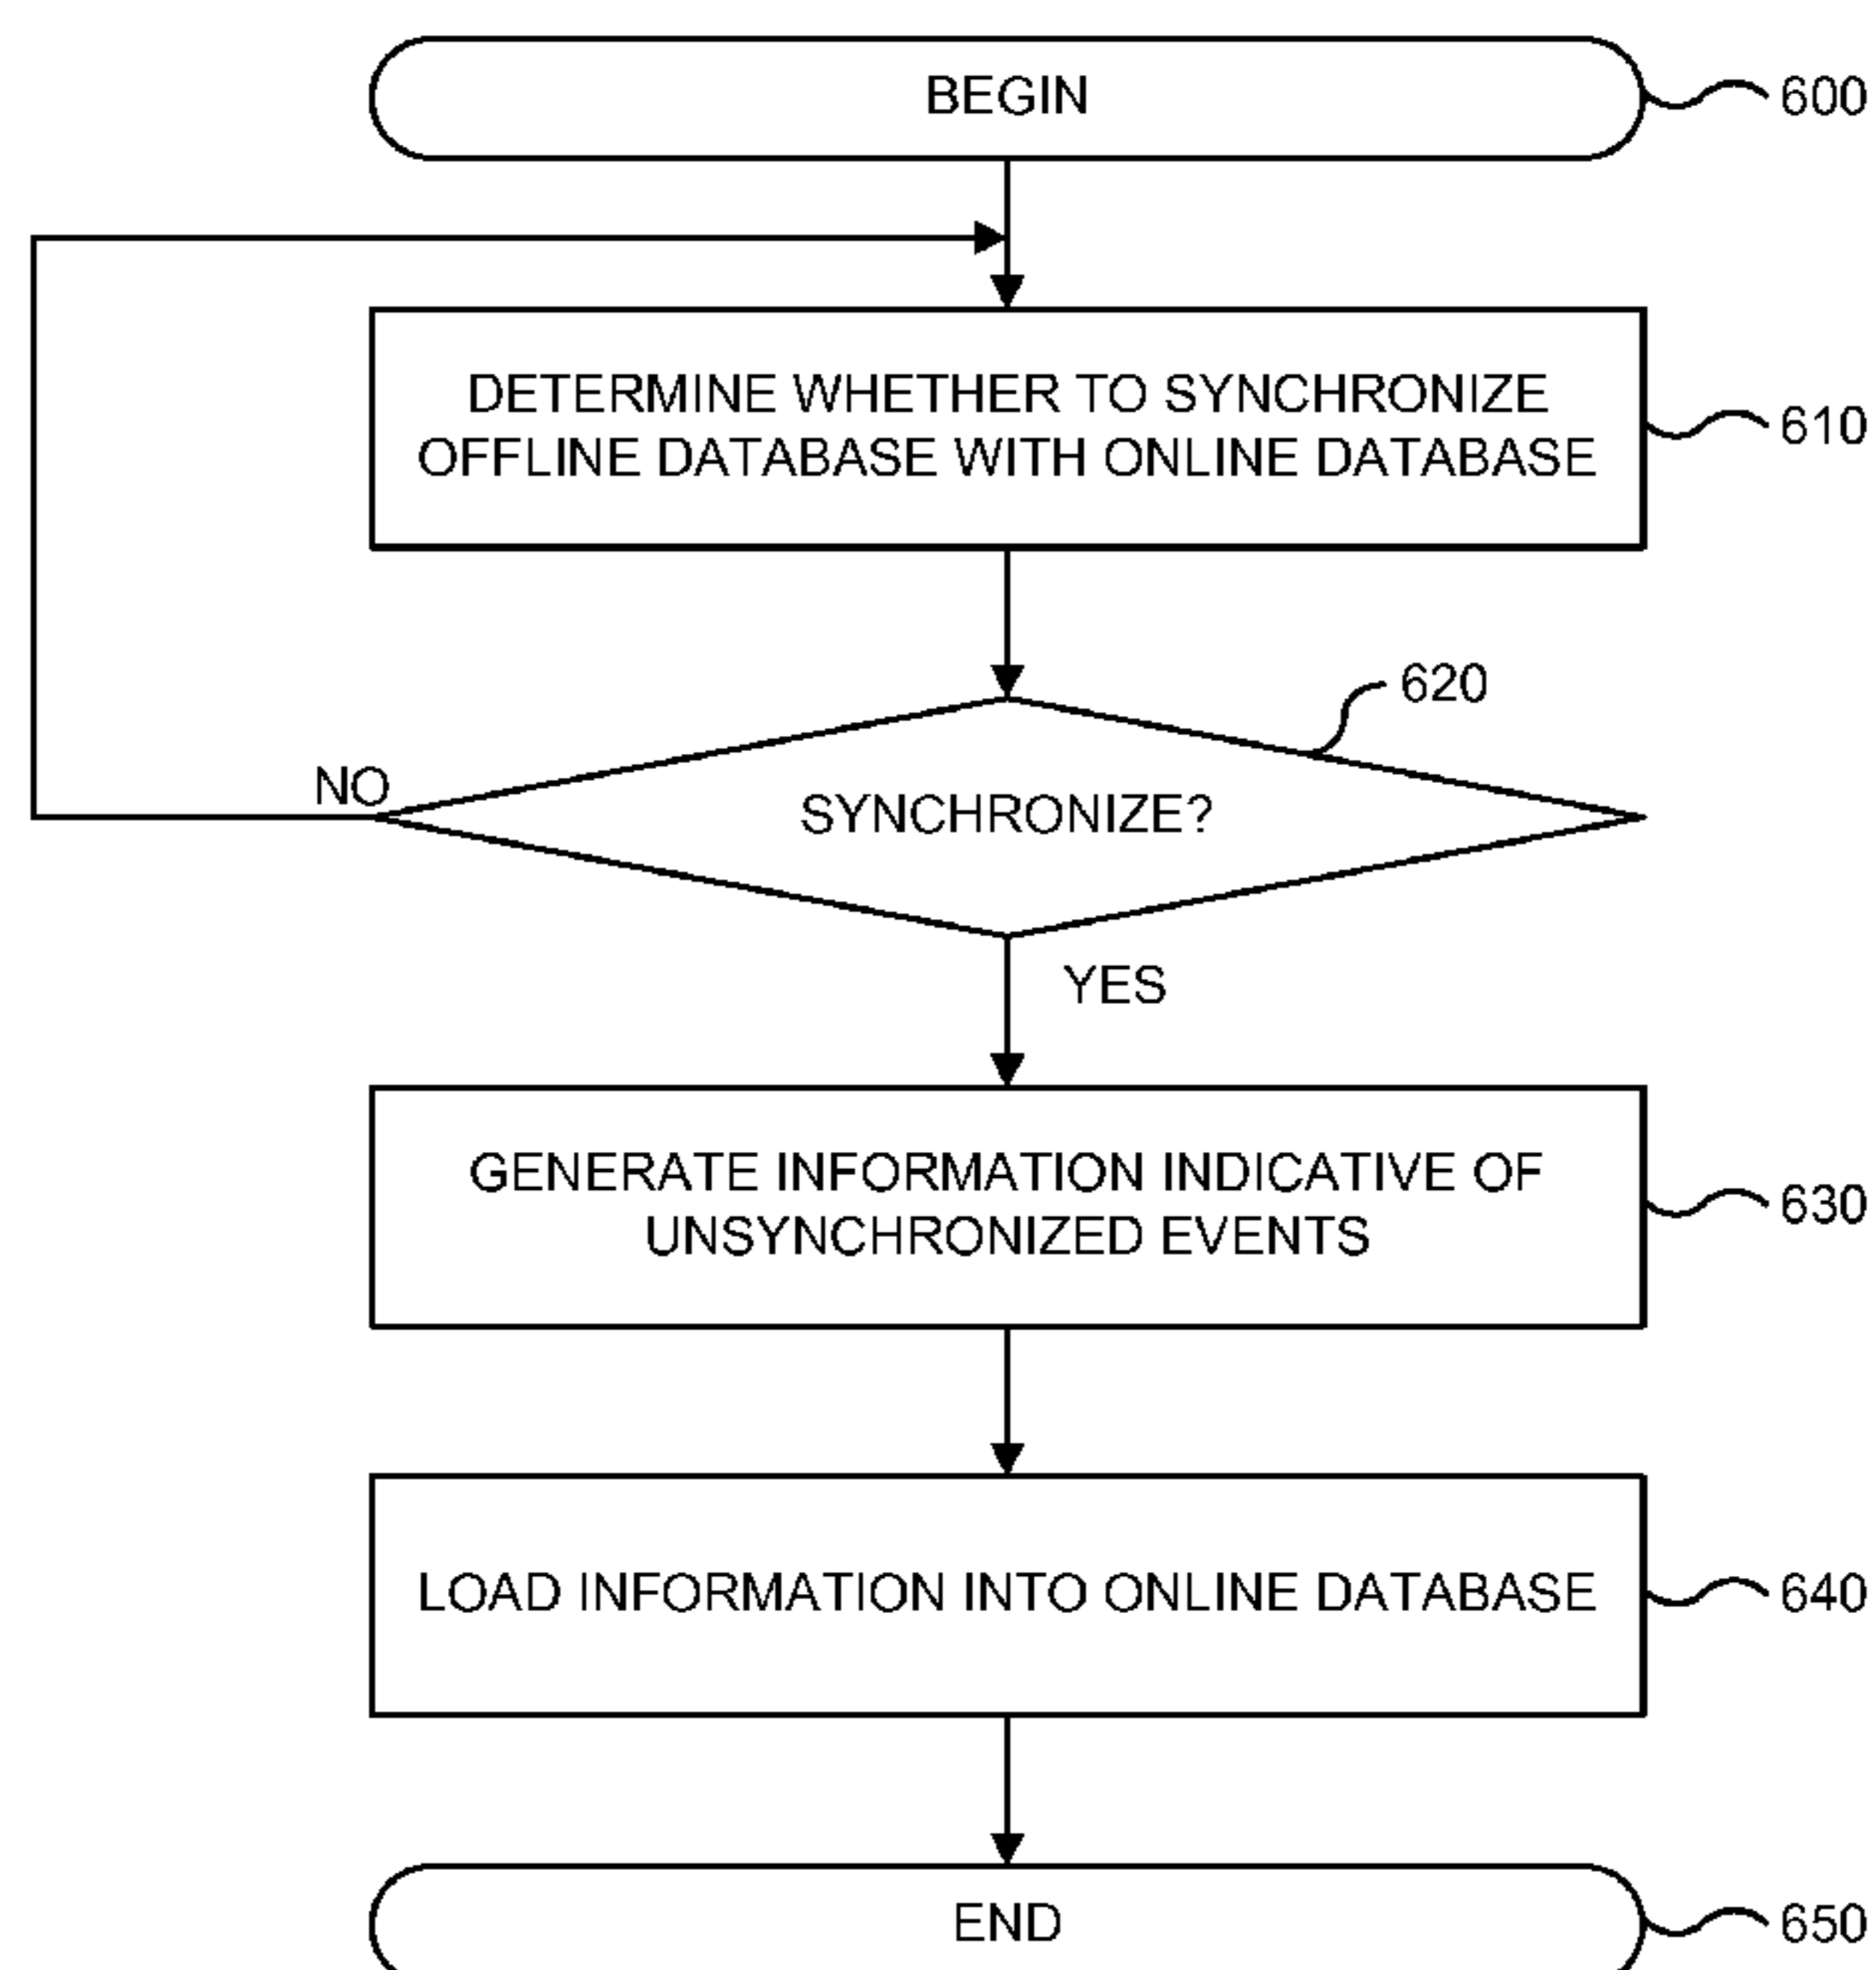 BEGIN
600
DETERMINE WHETHER TO SYNCHRONIZE
OFFLINE DATABASE WITH ONLINE DATABASE
610
620
NO
SYNCHRONIZE?
YES
GENERATE INFORMATION INDICATIVE OF
UNSYNCHRONIZED EVENTS
630
LOAD INFORMATION INTO ONLINE DATABASE
640
END
650